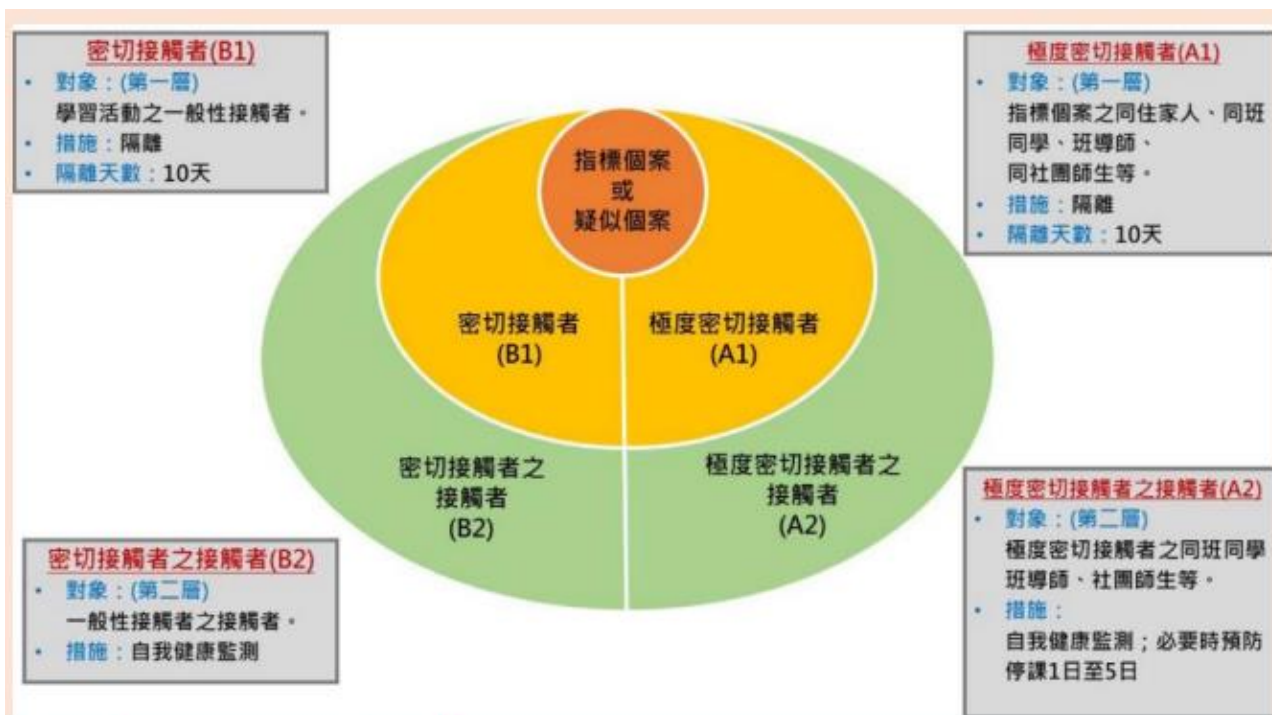 密切接觸者(B1)
• 對象：(第一層)
學習活動之一般性接觸者。
• 措施：隔離
• 隔離天數：10天
極度密切接觸者(A1)
• 對象：(第一層)
指標個案之同住家人、同班
同學、班導師、
同社團師生等。
• 措施：隔離
• 隔離天數：10天
指標個案
或
疑似個案
密切接觸者
(B1)
極度密切接觸者
(A1)
密切接觸者之
接觸者
(B2)
極度密切接觸者之
接觸者
(A2)
密切接觸者之接觸者(B2)
• 對象：(第二層)
一般性接觸者之接觸者。
• 措施：自我健康監測
極度密切接觸者之接觸者(A2)
• 對象：(第二層)
極度密切接觸者之同班同學
班導師、社團師生等。
• 措施：
自我健康監測；必要時預防
停課1日至5日